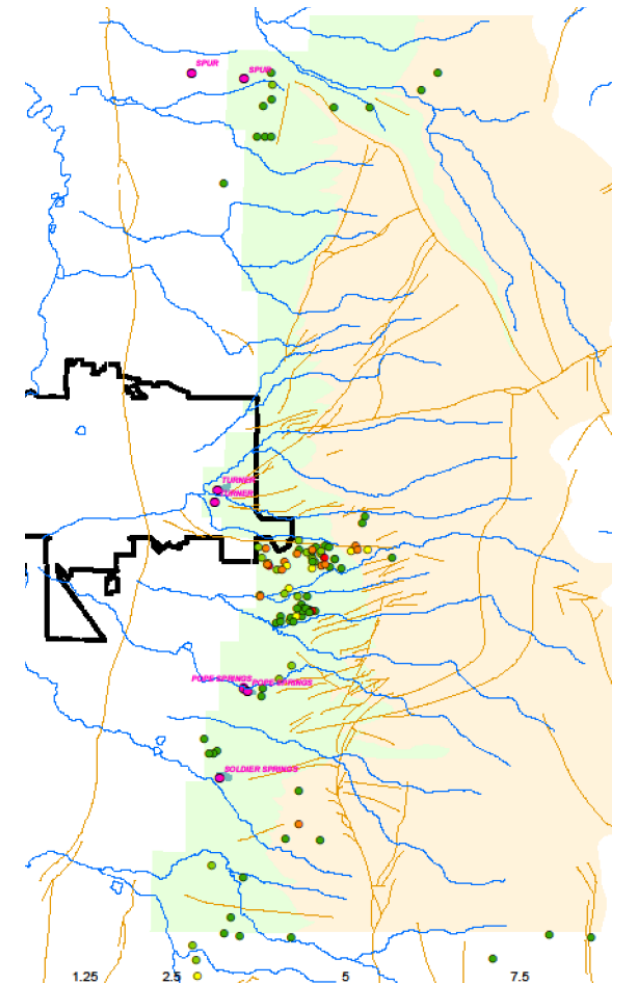 SPUR
SPUR
TURNER
TURNER
POPE SPRINGS
POPE SPRINGS
SOLDIER SPRINGS
1.25 2.5 5 7.5